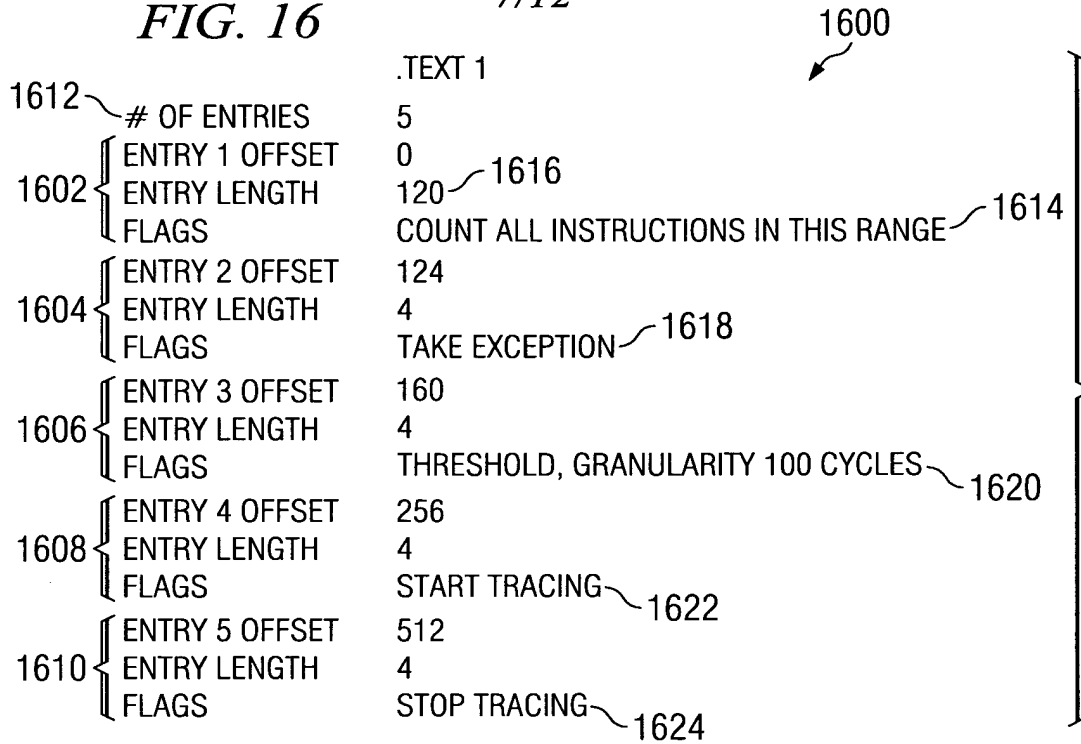 FIG. 16
1600
.TEXT 1
1612 # OF ENTRIES 5
ENTRY 1 OFFSET 0
1602 ENTRY LENGTH 120 1616
FLAGS COUNT ALL INSTRUCTIONS IN THIS RANGE 1614
ENTRY 2 OFFSET 124
1604 ENTRY LENGTH 4
FLAGS TAKE EXCEPTION 1618
ENTRY 3 OFFSET 160
1606 ENTRY LENGTH 4
FLAGS THRESHOLD, GRANULARITY 100 CYCLES 1620
ENTRY 4 OFFSET 256
1608 ENTRY LENGTH 4
FLAGS START TRACING 1622
ENTRY 5 OFFSET 512
1610 ENTRY LENGTH 4
FLAGS STOP TRACING 1624